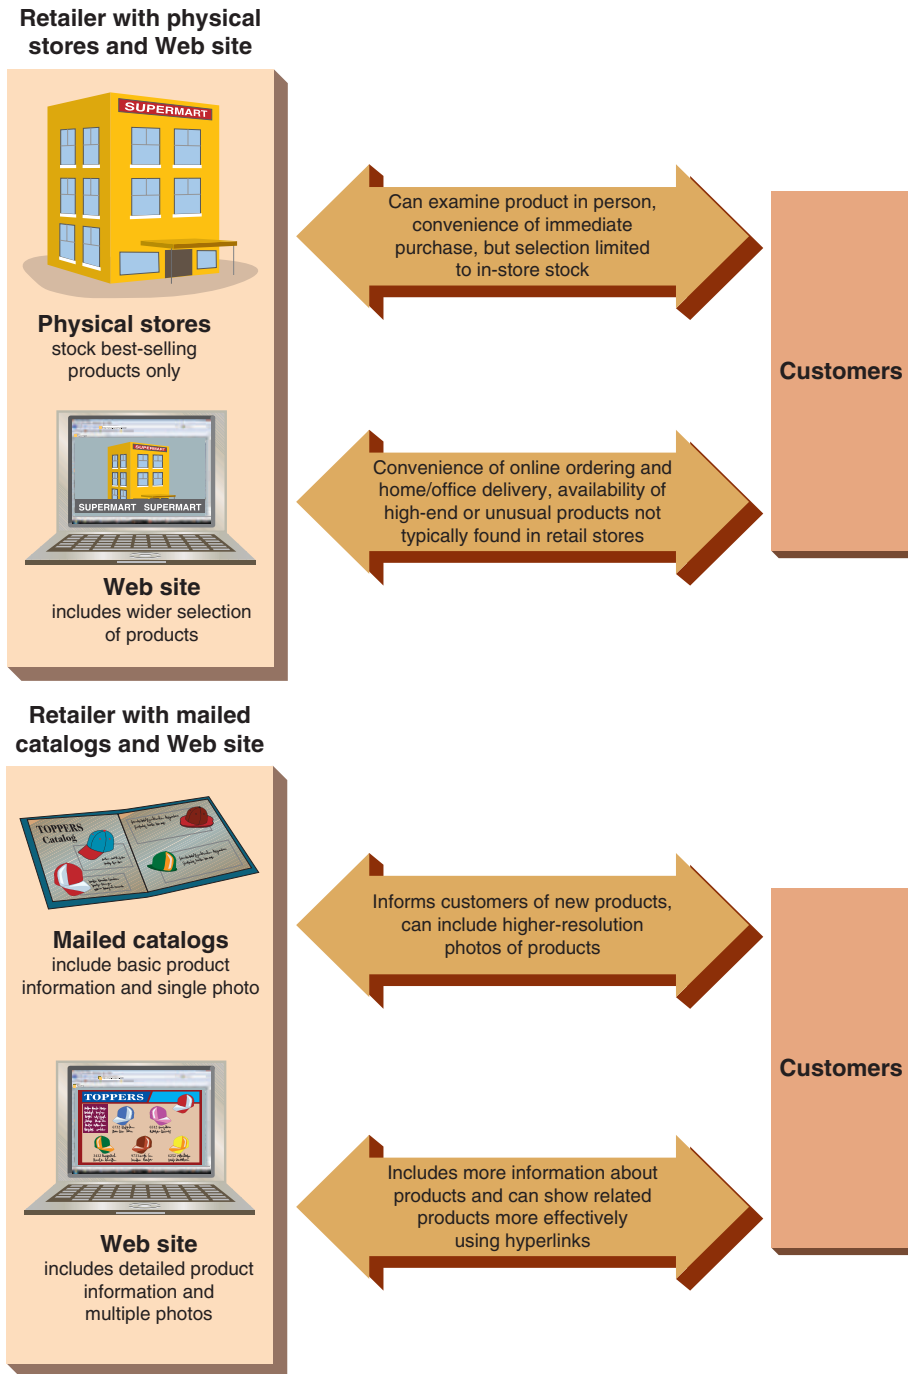 Retailer with physical
stores and Web site
SUPERMART
Physical stores
stock best-selling
products only
SUPERMART
SUPERMART SUPERMART
Web site
includes wider selection
of products
Can examine product in person,
convenience of immediate
purchase, but selection limited
to in-store stock
Convenience of online ordering and
home/office delivery, availability of
high-end or unusual products not
typically found in retail stores
Customers
Retailer with mailed
catalogs and Web site
TOPPERS
Catalog
Mailed catalogs
include basic product
information and single photo
TOPPERS
Web site
includes detailed product
information and
multiple photos
Informs customers of new products,
can include higher-resolution
photos of products
Includes more information about
products and can show related
products more effectively
using hyperlinks
Customers